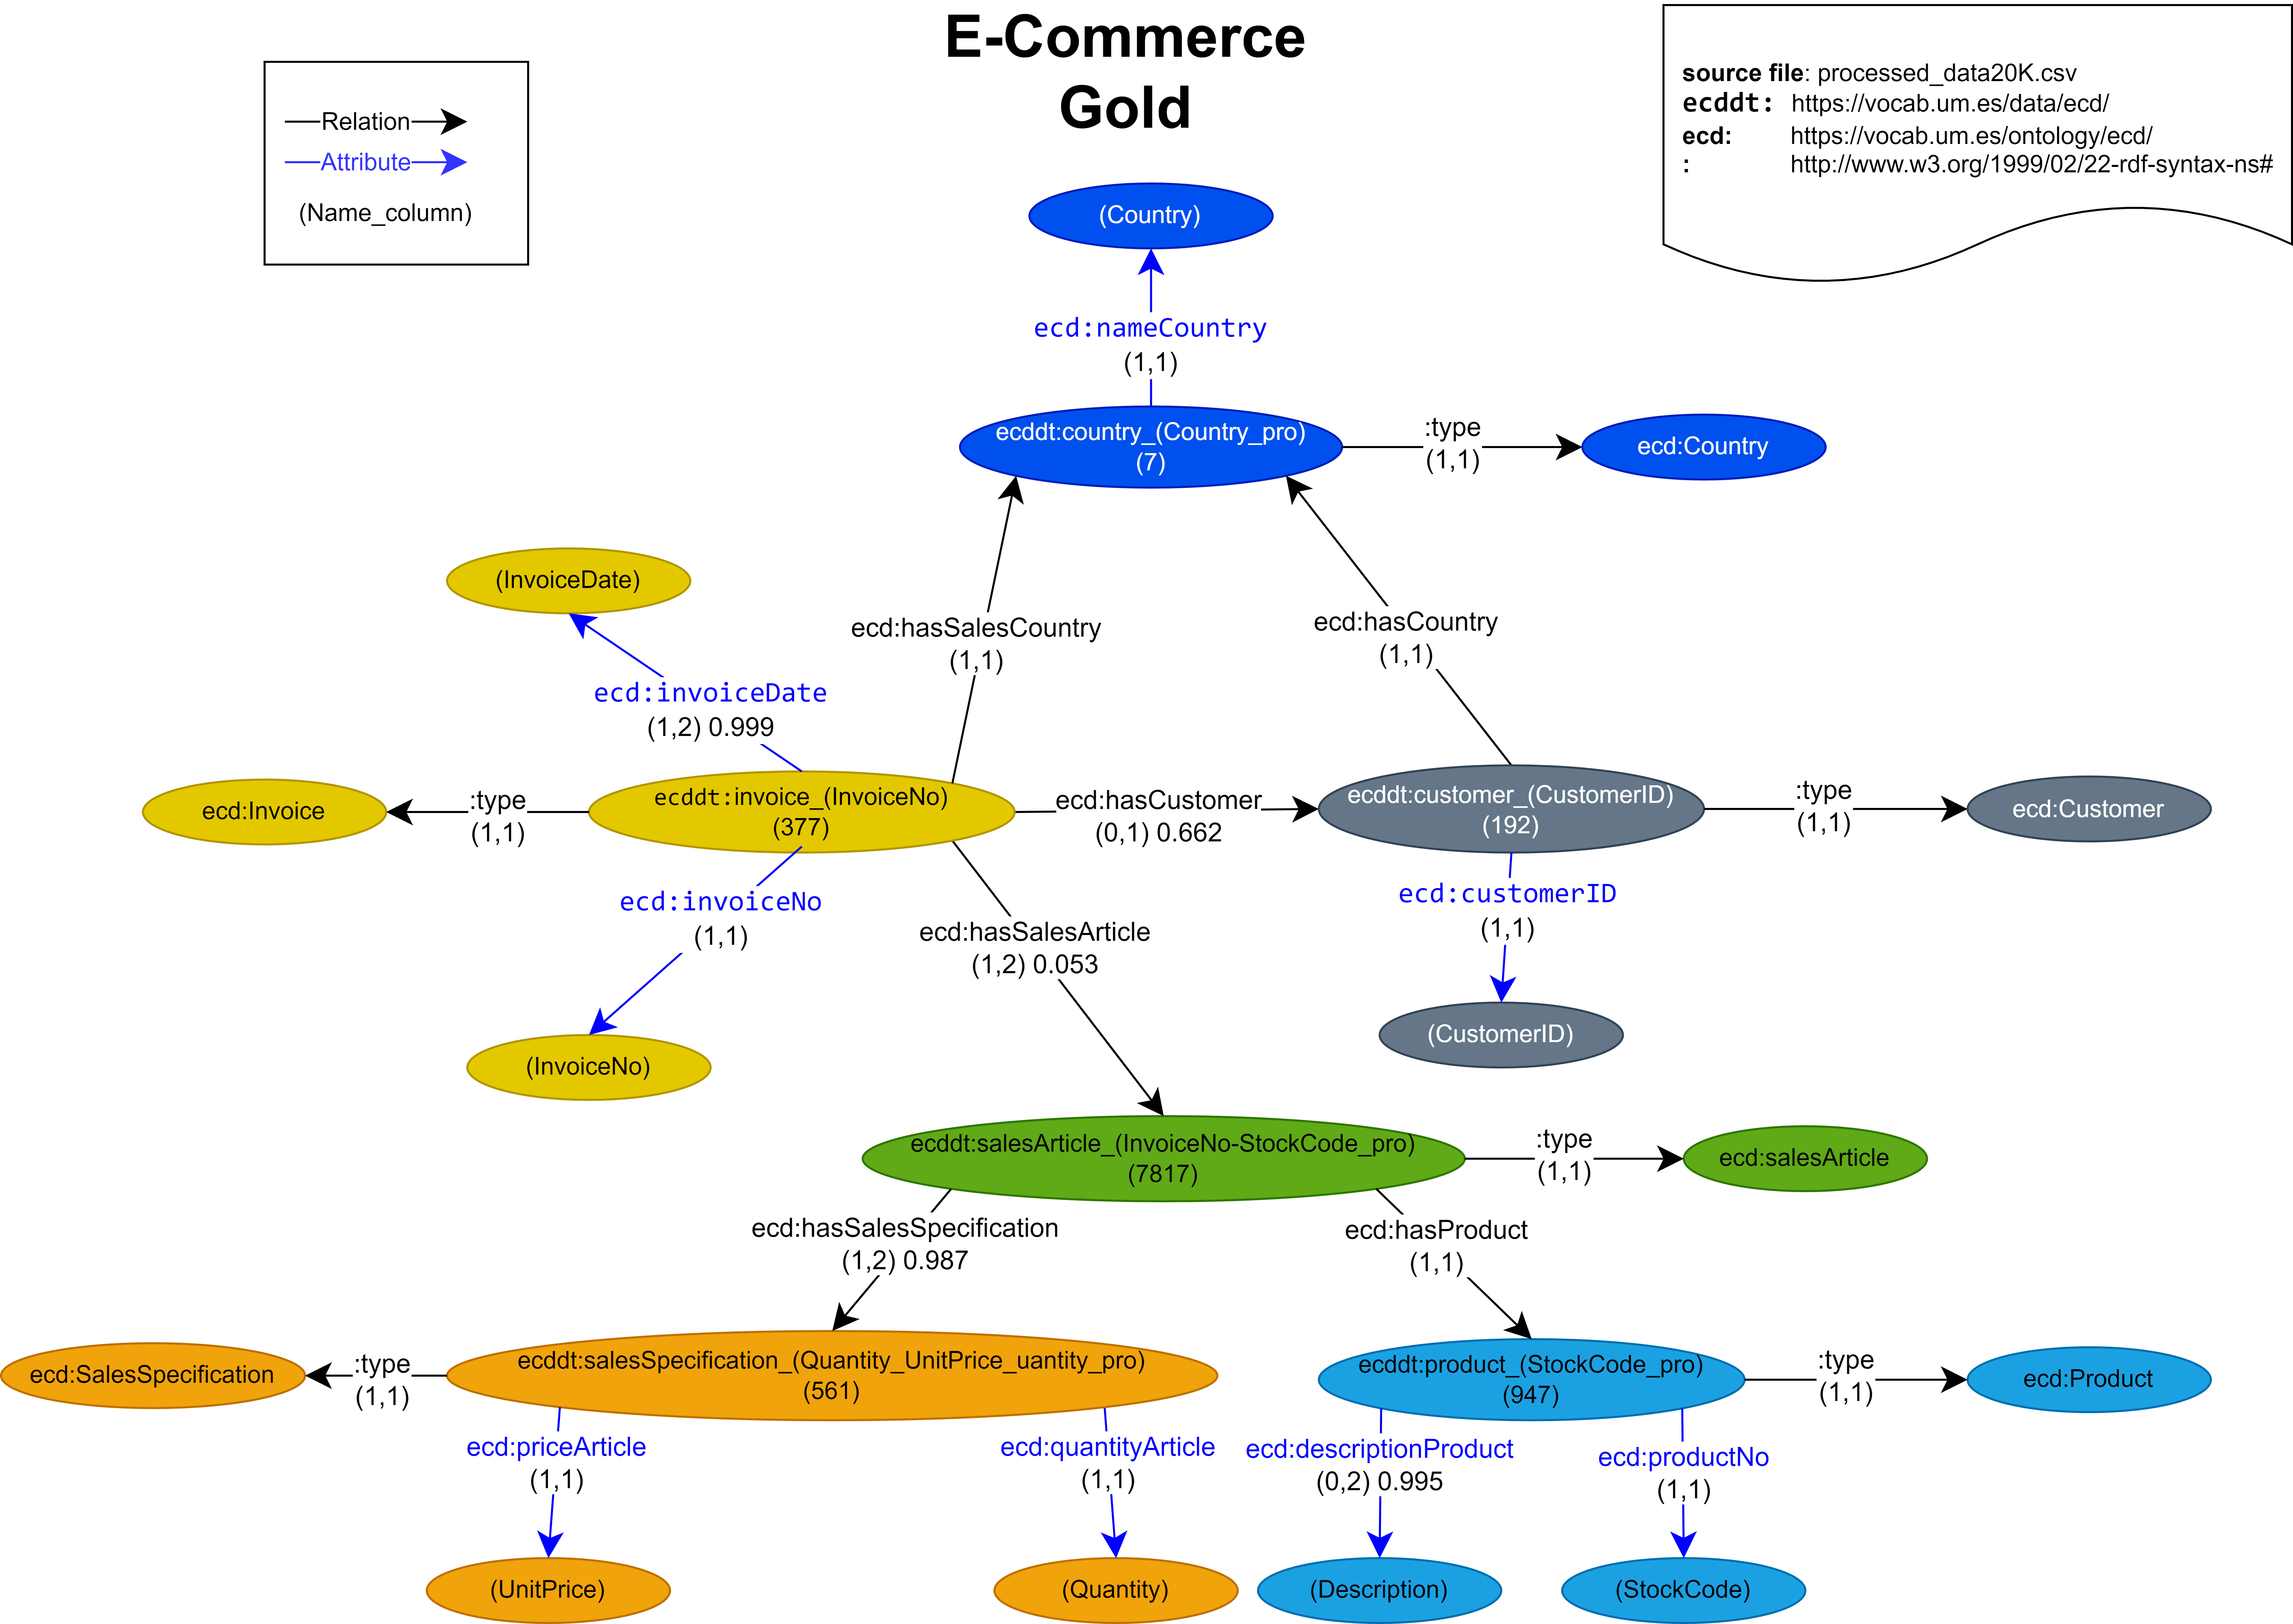 E-Commerce
Gold
Relation
Attribute
(Name_column)
source file: processed_data20K.csv
ecddt: https://vocab.um.es/data/ecd/
ecd: https://vocab.um.es/ontology/ecd/
: http://www.w3.org/1999/02/22-rdf-syntax-ns#
(Country)
ecd:nameCountry
(1,1)
ecddt:country_(Country_pro)
(7)
:type
(1,1)
ecd:Country
(InvoiceDate)
ecd:hasSalesCountry
(1,1)
ecd:hasCountry
(1,1)
ecd:invoiceDate
(1,2) 0.999
ecd:Invoice
:type
(1,1)
ecddt:invoice_(InvoiceNo)
(377)
ecd:hasCustomer
(0,1) 0.662
ecddt:customer_(CustomerID)
(192)
:type
(1,1)
ecd:Customer
ecd:invoiceNo
(1,1)
ecd:hasSalesArticle
(1,2) 0.053
ecd:customerID
(1,1)
(InvoiceNo)
(CustomerID)
ecddt:salesArticle_(InvoiceNo-StockCode_pro)
(7817)
:type
(1,1)
ecd:salesArticle
ecd:hasSalesSpecification
(1,2) 0.987
ecd:hasProduct
(1,1)
ecd:SalesSpecification
:type
(1,1)
ecddt:salesSpecification_(Quantity_UnitPrice_uantity_pro)
(561)
ecddt:product_(StockCode_pro)
(947)
:type
(1,1)
ecd:Product
ecd:priceArticle
(1,1)
ecd:quantityArticle
(1,1)
ecd:descriptionProduct
(0,2) 0.995
ecd:productNo
(1,1)
(UnitPrice)
(Quantity)
(Description)
(StockCode)